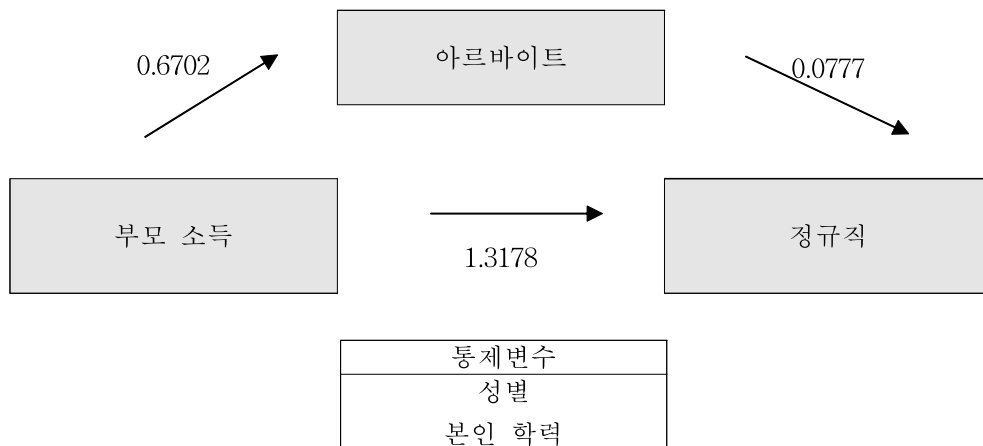 아르바이트
0.6702
0.0777
부모 소득
정규직
1.3178
통제변수
성별
본인 학력